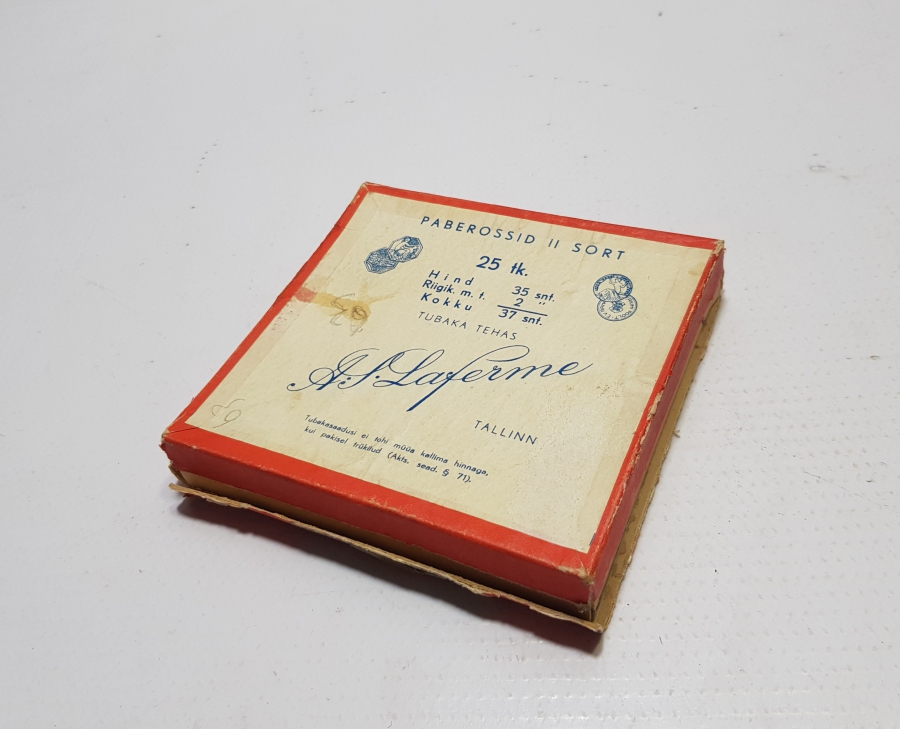 PABEROSSID II SORT
25 tk.
Hind 35 snt.
Riigik. m. t. 2 "
Kokku 37 snt.
TUBAKA TEHAS
A.S. Laferme
TALLINN
Tubakasaadusi ei tohi müüa kallima hinnaga,
kui pakisel trükitud (Akts. sead. § 71).